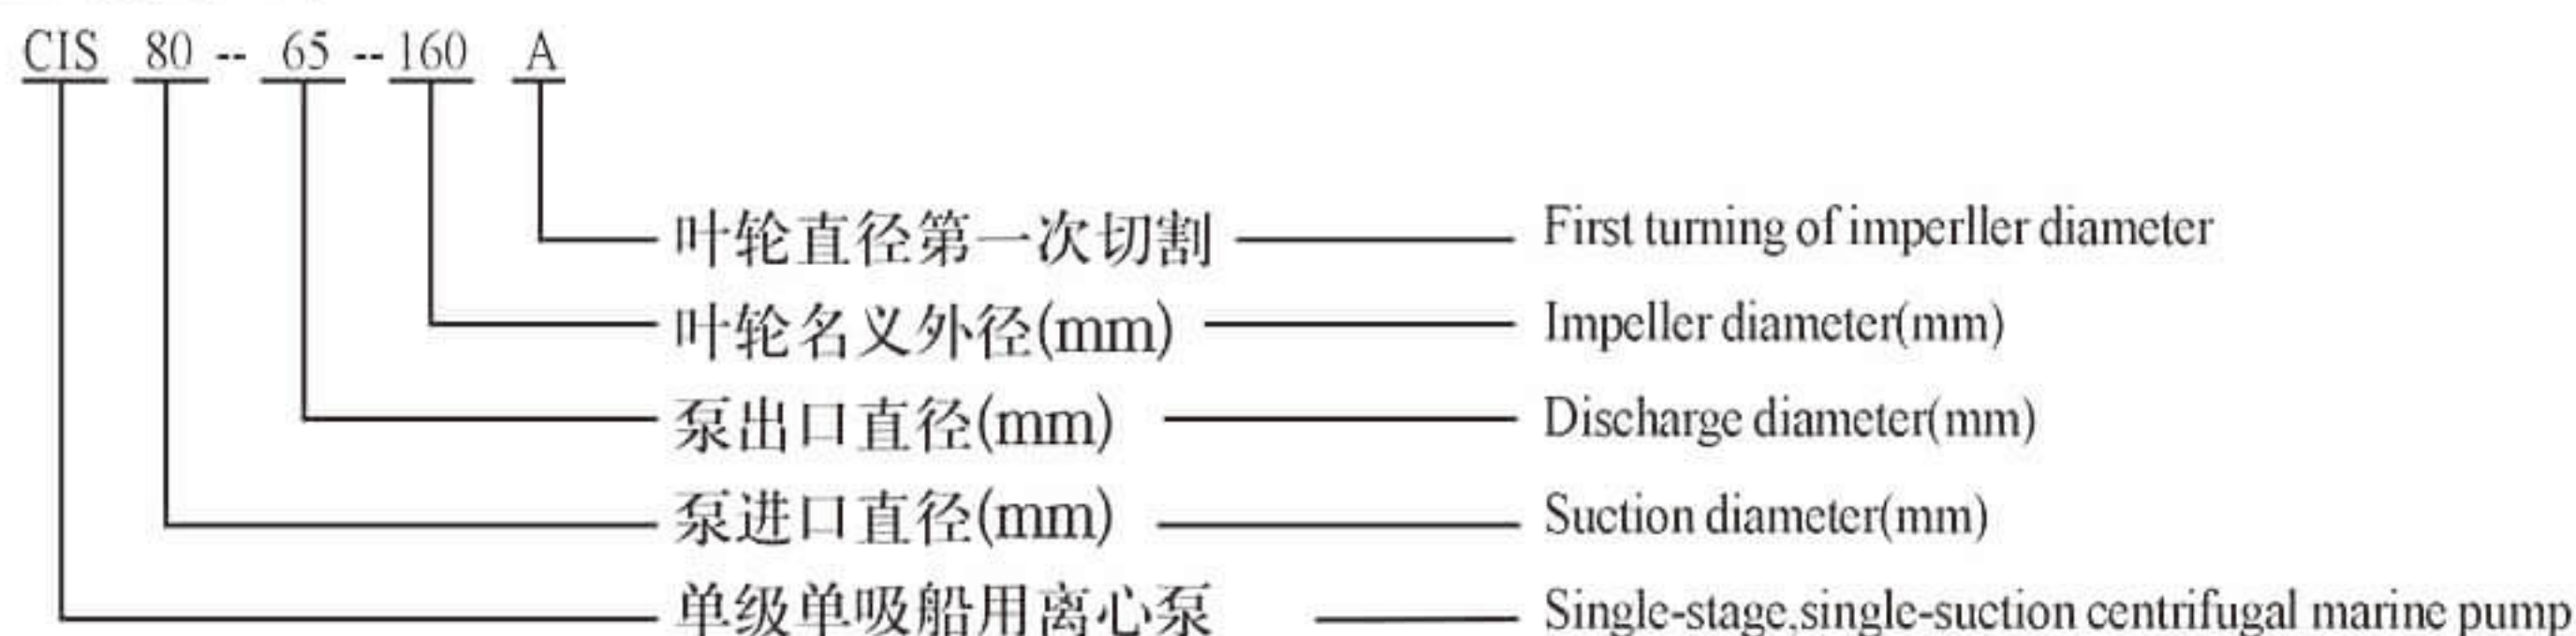 CIS 80 -- 65 -- 160 A
叶轮直径第一次切割 First turning of imperller diameter
叶轮名义外径(mm) Impeller diameter(mm)
泵出口直径(mm) Discharge diameter(mm)
泵进口直径(mm) Suction diameter(mm)
单级单吸船用离心泵 Single-stage,single-suction centrifugal marine pump